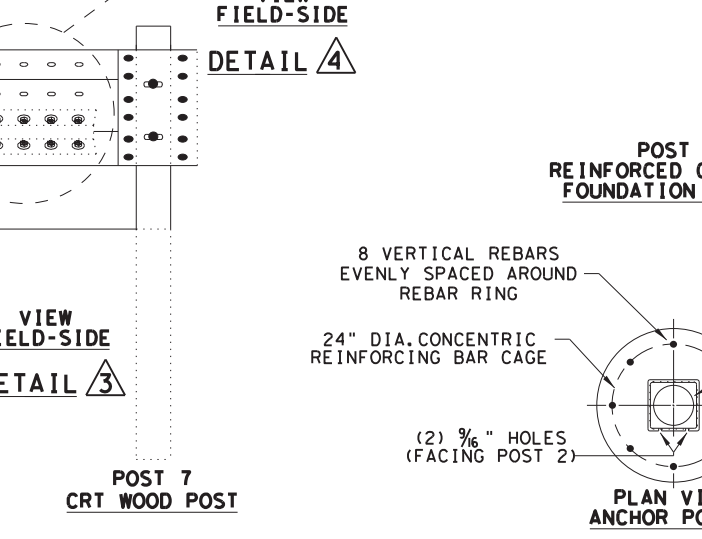 FIELD-SIDE
DETAIL 4
POST
REINFORCED
FOUNDATION
8 VERTICAL REBARS
EVENLY SPACED AROUND
REBAR RING
VIEW
24" DIA. CONCENTRIC
REINFORCING BAR CAGE
3
(2) 9/16" HOLES
(FACING POST 2)
POST 7
CRT WOOD POST
PLAN
ANCHOR